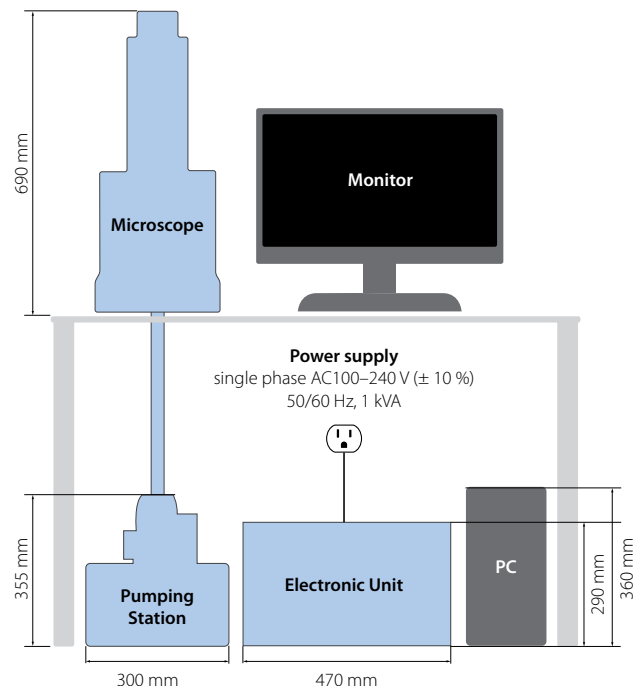 690 mm
Microscope
Monitor
Power supply
single phase AC100–240 V (± 10 %)
50/60 Hz, 1 kVA
355 mm
Pumping
Station
Electronic Unit
PC
290 mm
360 mm
300 mm
470 mm